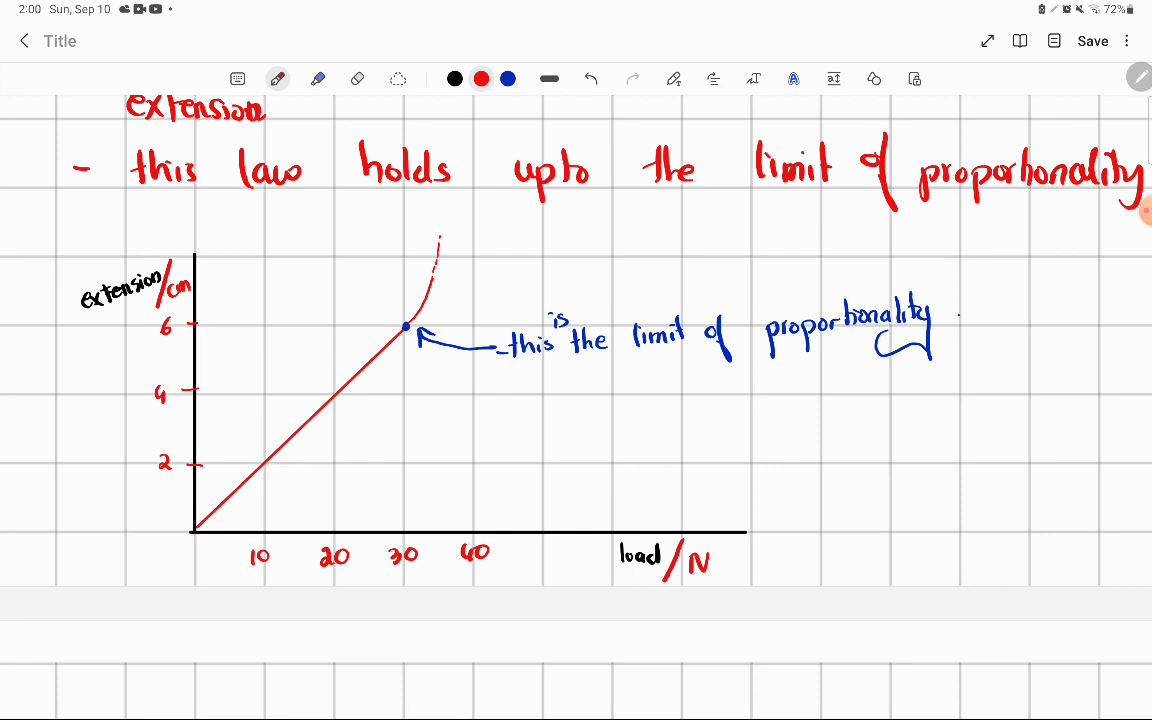 2:00 Sun, Sep 10
72%
Title
Save
extension
- this law holds upto the limit of proportionality
extension/cm
6
4
2
is
this the limit of proportionality
10 20 30 40
load/N